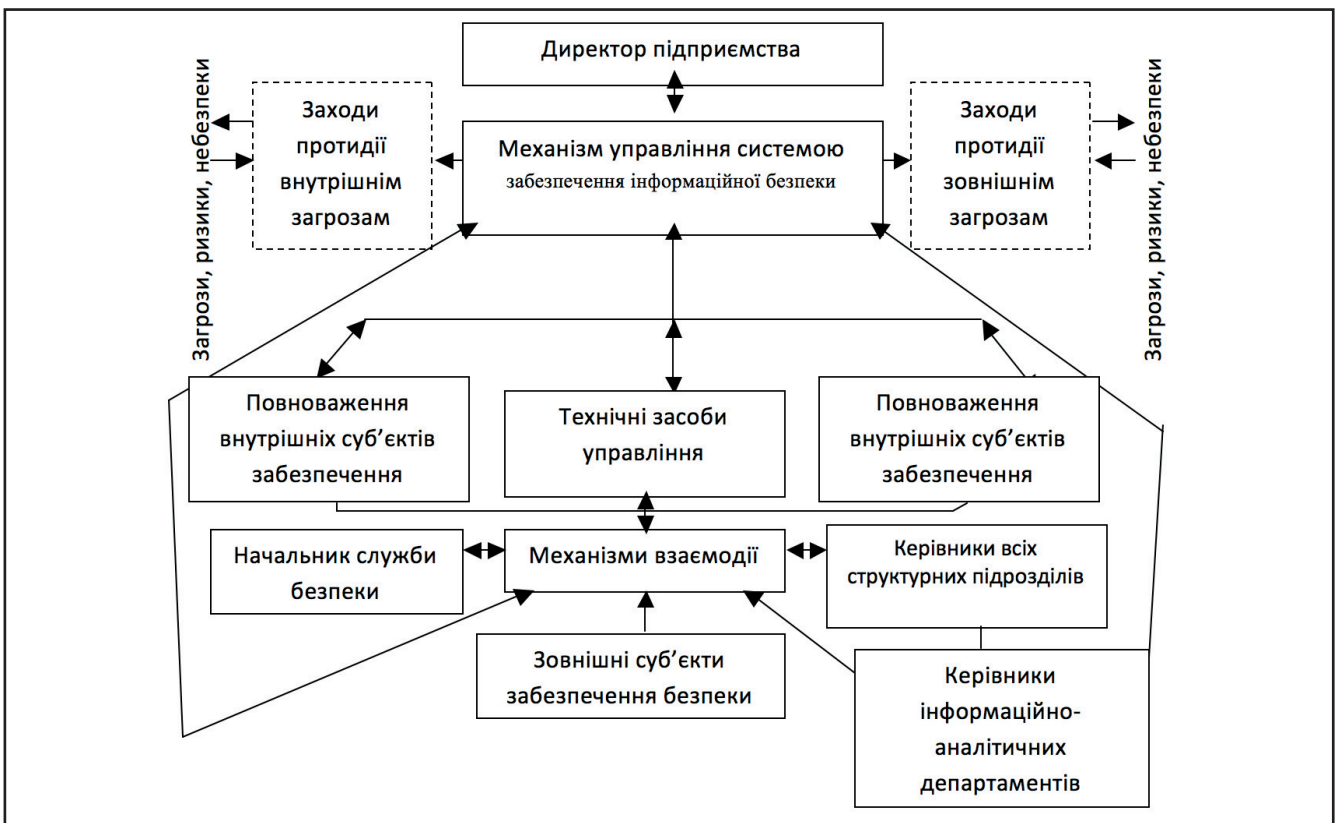 Директор підприємства
Загрози, ризики, небезпеки
Заходи
протидії
внутрішнім
загрозам
Механізм управління системою
забезпечення інформаційної безпеки
Заходи
протидії
зовнішнім
загрозам
Загрози, ризики, небезпеки
Повноваження
внутрішніх суб’єктів
забезпечення
Технічні засоби
управління
Повноваження
внутрішніх суб’єктів
забезпечення
Начальник служби
безпеки
Механізми взаємодії
Керівники всіх
структурних підрозділів
Зовнішні суб’єкти
забезпечення безпеки
Керівники
інформаційно-
аналітичних
департаментів